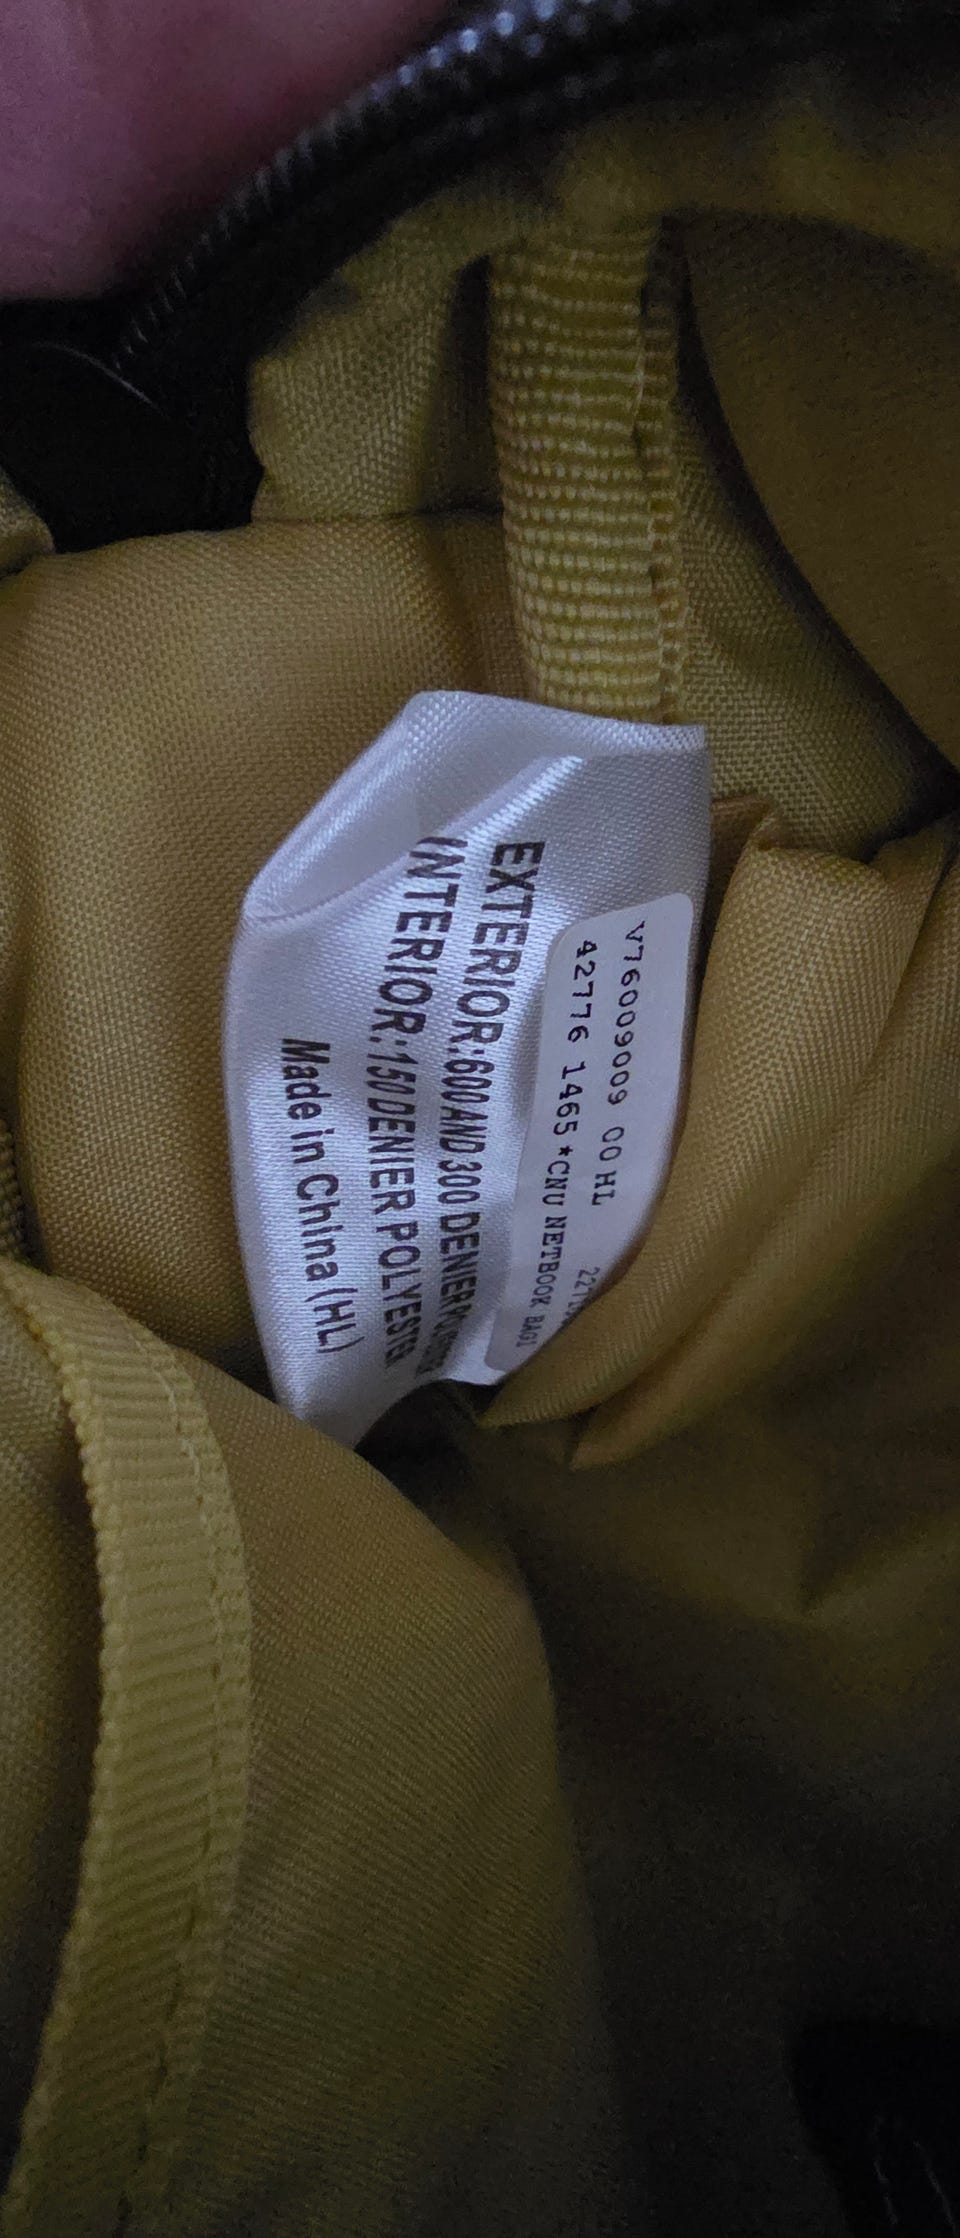 V76009009 00 HL
42776 1465 *CNU NETBOOK BAG1
EXTERIOR:600 AND 300 DENIER
INTERIOR:150 DENIER POLYESTER
Made in China (HL)